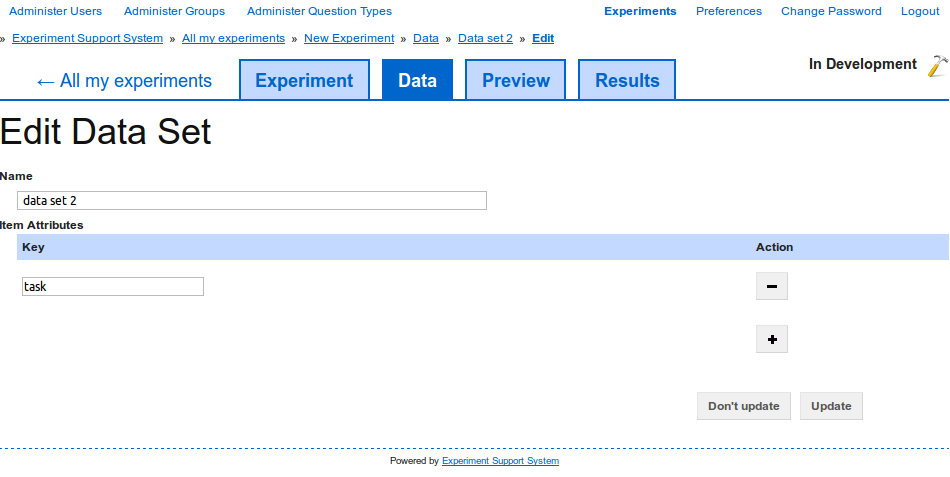 Administer Users Administer Groups Administer Question Types Experiments Preferences Change Password Logout
» Experiment Support System » All my experiments » New Experiment » Data » Data set 2 » Edit
← All my experiments Experiment Data Preview Results In Development
Edit Data Set
Name
data set 2
Item Attributes
Key Action
task
Don't update Update
Powered by Experiment Support System